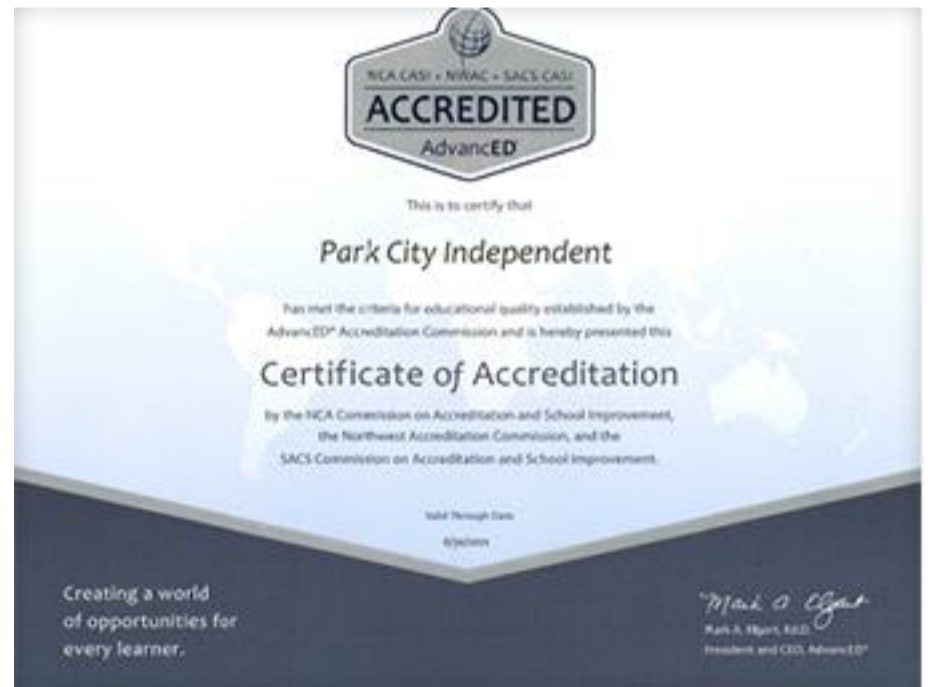 NCA CASI • NWAC • SACS CASI
ACCREDITED
AdvancED
This is to certify that
Park City Independent
has met the criteria for educational quality established by the
AdvancED® Accreditation Commission and is hereby presented this
Certificate of Accreditation
by the NCA Commission on Accreditation and School Improvement,
the Northwest Accreditation Commission, and the
SACS Commission on Accreditation and School Improvement.
Valid Through Date
Creating a world
of opportunities for
every learner.
Mark A. Elgart, Ed.D.
President and CEO, AdvancED®